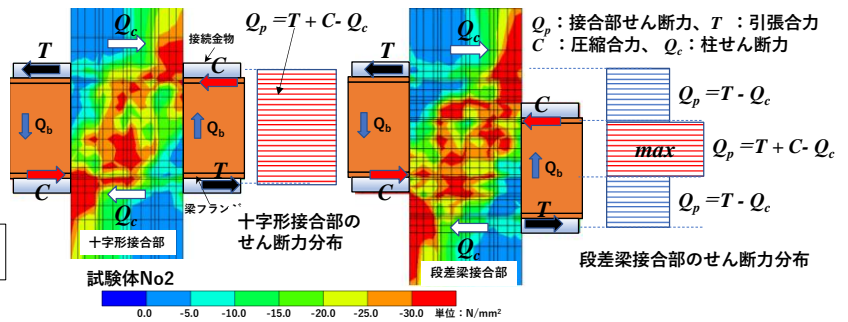 Qc
T
接続金物
C
Qb
Qb
C
T
Qc
梁フランジ
十字形接合部
試験体No2
Qp =T + C- Qc
十字形接合部の
せん断力分布
Qc
T
C
Qb
Qb
C
T
Qc
段差梁接合部
Qp：接合部せん断力、T ：引張合力
C ：圧縮合力、Qc：柱せん断力
Qp =T - Qc
max
Qp =T + C- Qc
Qp =T - Qc
段差梁接合部のせん断力分布
0.0 -5.0 -10.0 -15.0 -20.0 -25.0 -30.0 単位：N/mm²